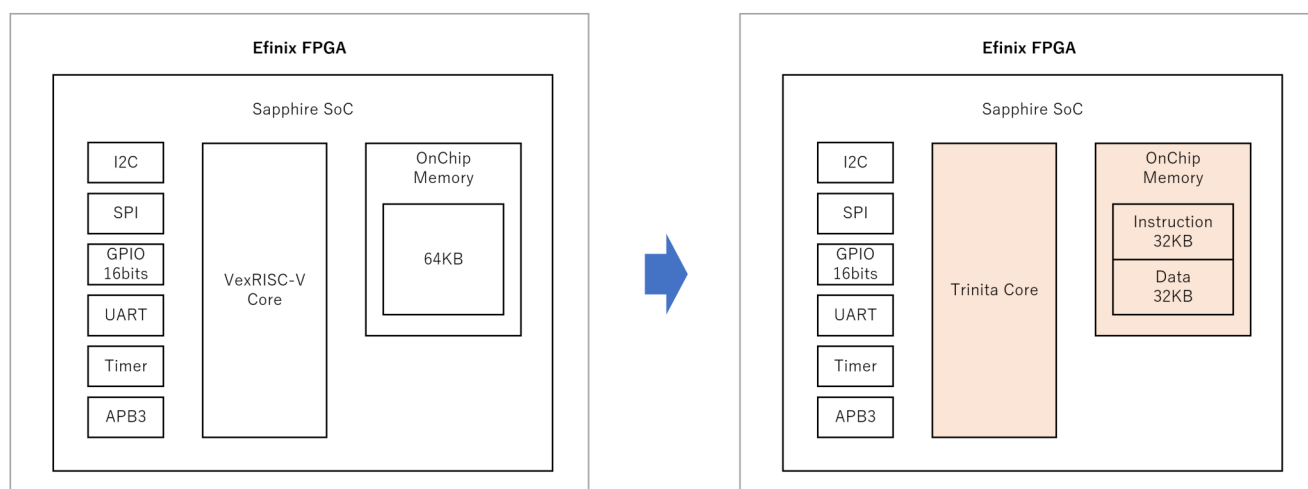 Efinix FPGA
Sapphire SoC
I2C
SPI
GPIO
16bits
UART
Timer
APB3
VexRISC-V
Core
OnChip
Memory
64KB
Efinix FPGA
Sapphire SoC
I2C
SPI
GPIO
16bits
UART
Timer
APB3
Trinita Core
OnChip
Memory
Instruction
32KB
Data
32KB